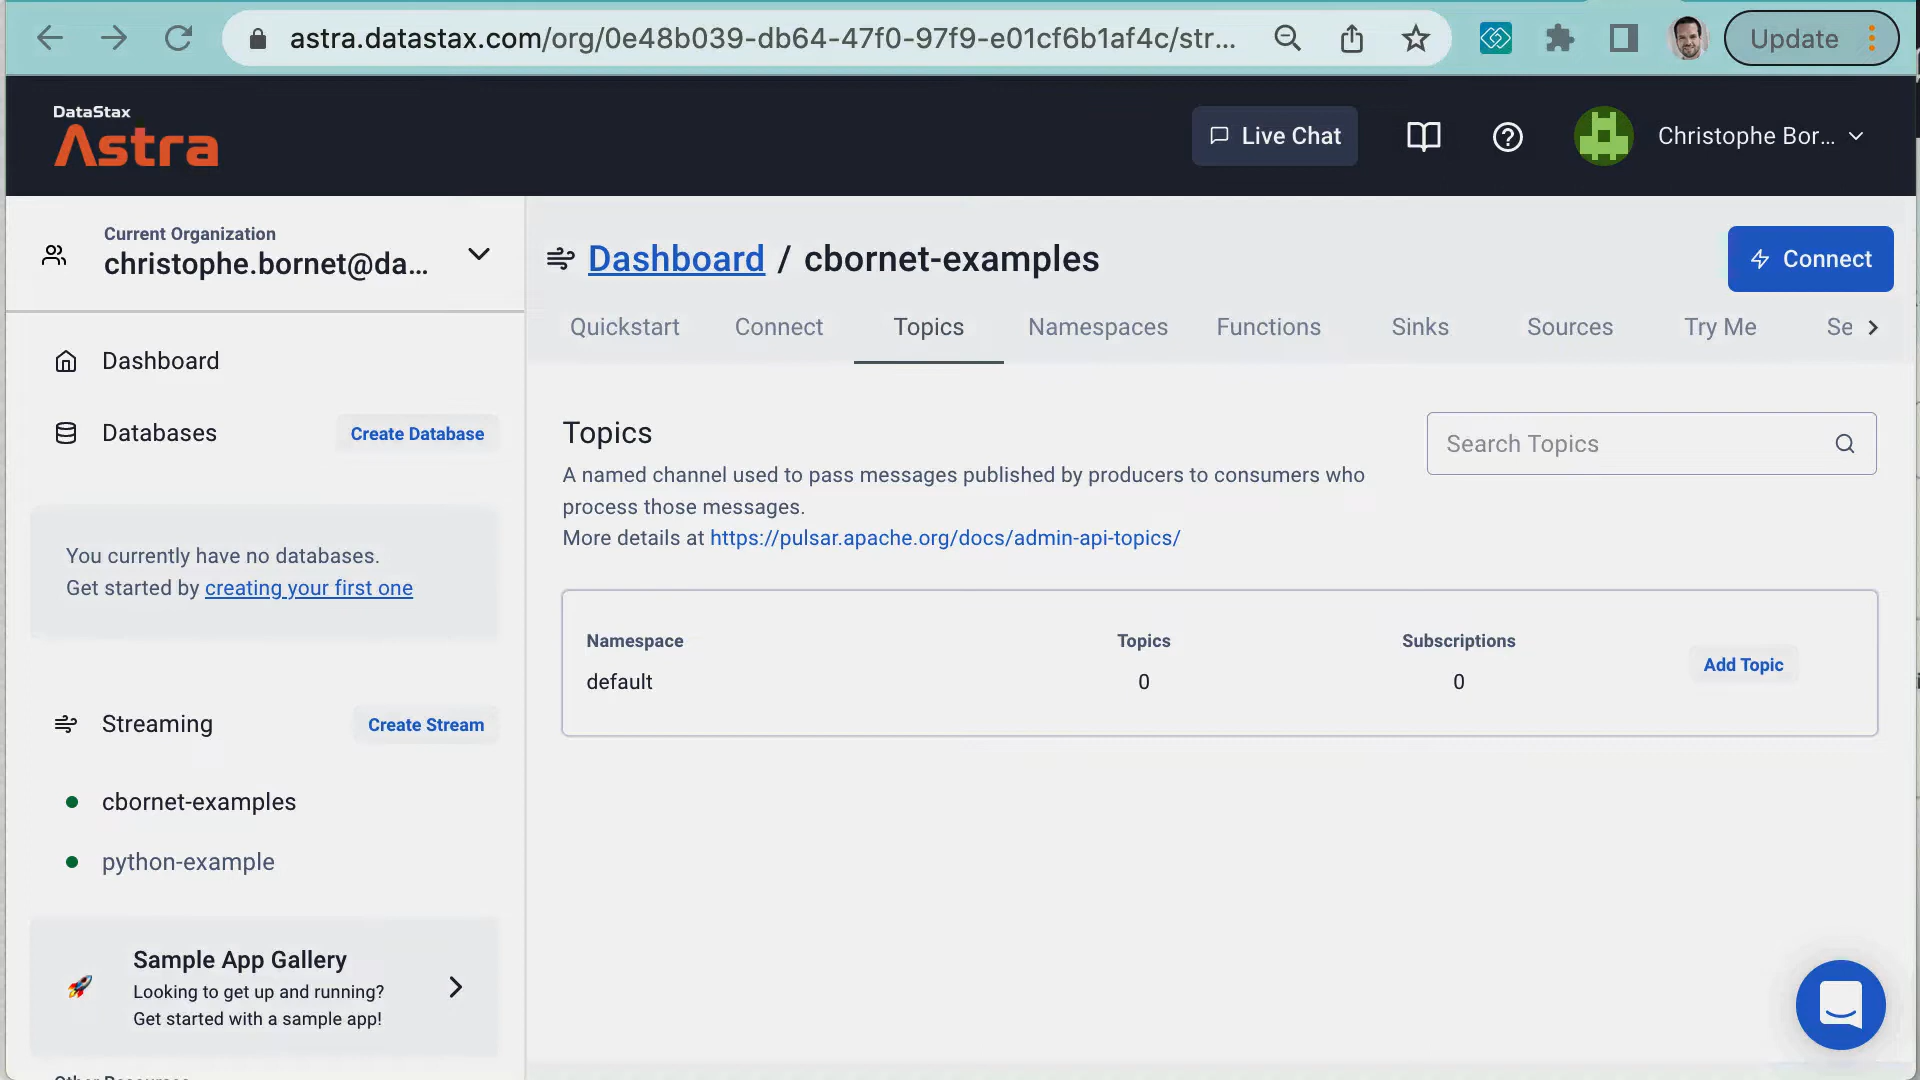 astra.datastax.com/org/0e48b039-db64-47f0-97f9-e01cf6b1af4c/str...
Update
DataStax
Astra
Live Chat
Christophe Bor...
Current Organization
christophe.bornet@da...
Dashboard / cbornet-examples
Connect
Quickstart Connect Topics Namespaces Functions Sinks Sources Try Me Se
Dashboard
Databases
Create Database
You currently have no databases.
Get started by creating your first one
Streaming
Create Stream
cbornet-examples
python-example
Sample App Gallery
Looking to get up and running?
Get started with a sample app!
Other Resources
Topics
A named channel used to pass messages published by producers to consumers who
process those messages.
More details at https://pulsar.apache.org/docs/admin-api-topics/
Search Topics
Namespace Topics Subscriptions
default 0 0
Add Topic